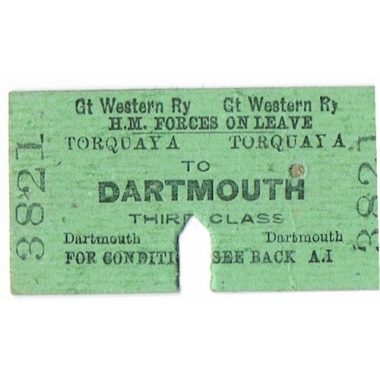 Gt Western Ry Gt Western Ry
H.M. FORCES ON LEAVE
TORQUAY A TORQUAY A
TO
DARTMOUTH
THIRD CLASS
Dartmouth Dartmouth
FOR CONDITI SEE BACK A.I
3821
3821